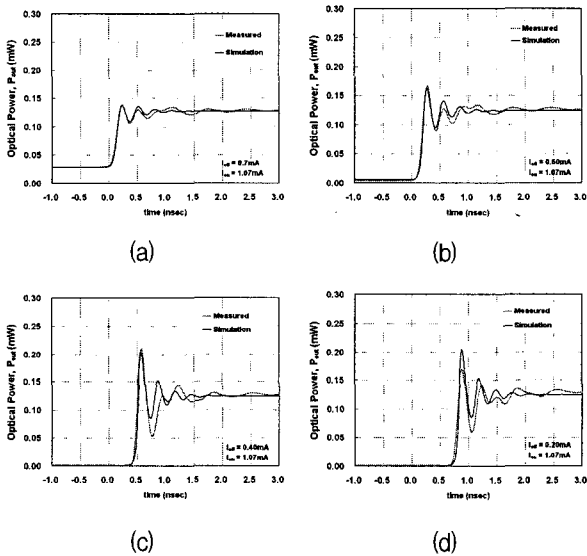 0.30
0.25
0.20
0.15
0.10
0.05
0.00
Optical Power, Pout (mW)
Measured
Simulation
Ioff = 0.7mA
Ion = 1.07mA
-1.0 -0.5 0.0 0.5 1.0 1.5 2.0 2.5 3.0
time (nsec)
(a)
0.30
0.25
0.20
0.15
0.10
0.05
0.00
Optical Power, Pout (mW)
Measured
Simulation
Ioff = 0.60mA
Ion = 1.07mA
-1.0 -0.5 0.0 0.5 1.0 1.5 2.0 2.5 3.0
time (nsec)
(b)
0.30
0.25
0.20
0.15
0.10
0.05
0.00
Optical Power, Pout (mW)
Measured
Simulation
Ioff = 0.40mA
Ion = 1.07mA
-1.0 -0.5 0.0 0.5 1.0 1.5 2.0 2.5 3.0
time (nsec)
(c)
0.30
0.25
0.20
0.15
0.10
0.05
0.00
Optical Power, Pout (mW)
Measured
Simulation
Ioff = 0.20mA
Ion = 1.07mA
-1.0 -0.5 0.0 0.5 1.0 1.5 2.0 2.5 3.0
time (nsec)
(d)